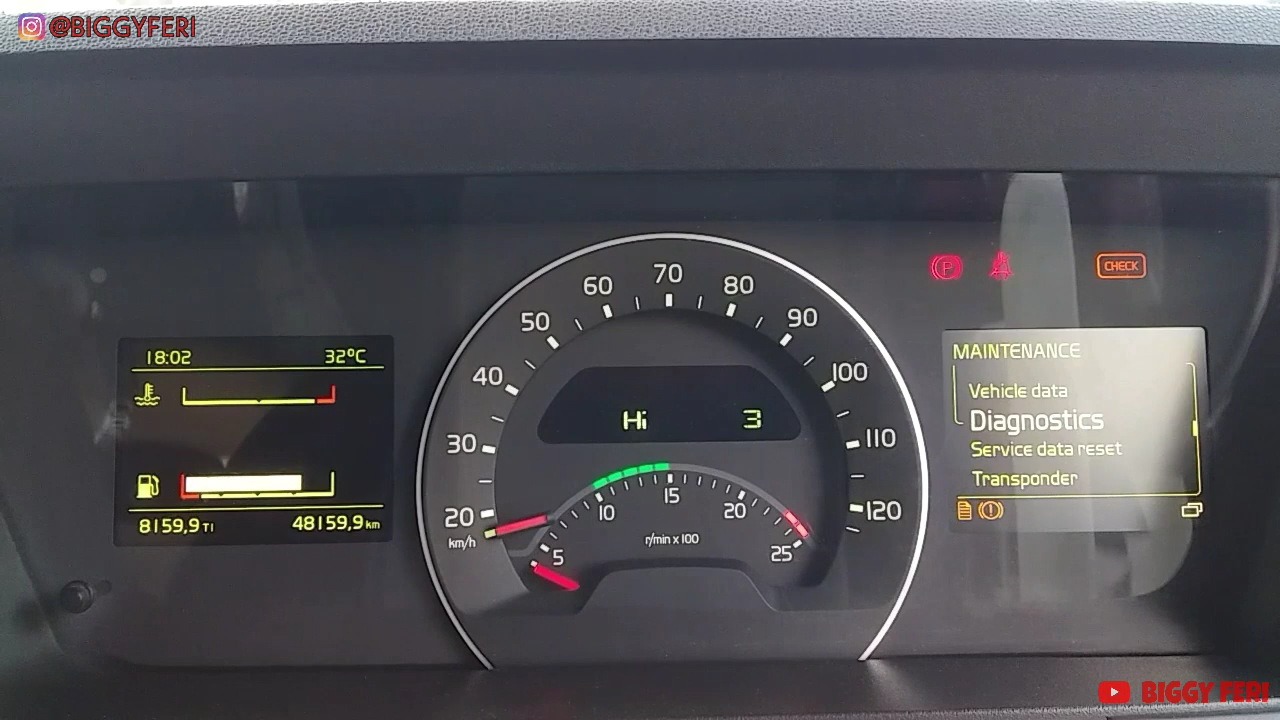 @BIGGYFERI
18:02 32°C
8159,9 TI 48159,9 km
20
30
40
50
60
70
80
90
100
110
120
km/h
Hi 3
5
10
15
20
25
r/min x 100
P
CHECK
MAINTENANCE
Vehicle data
Diagnostics
Service data reset
Transponder
BIGGY FERI